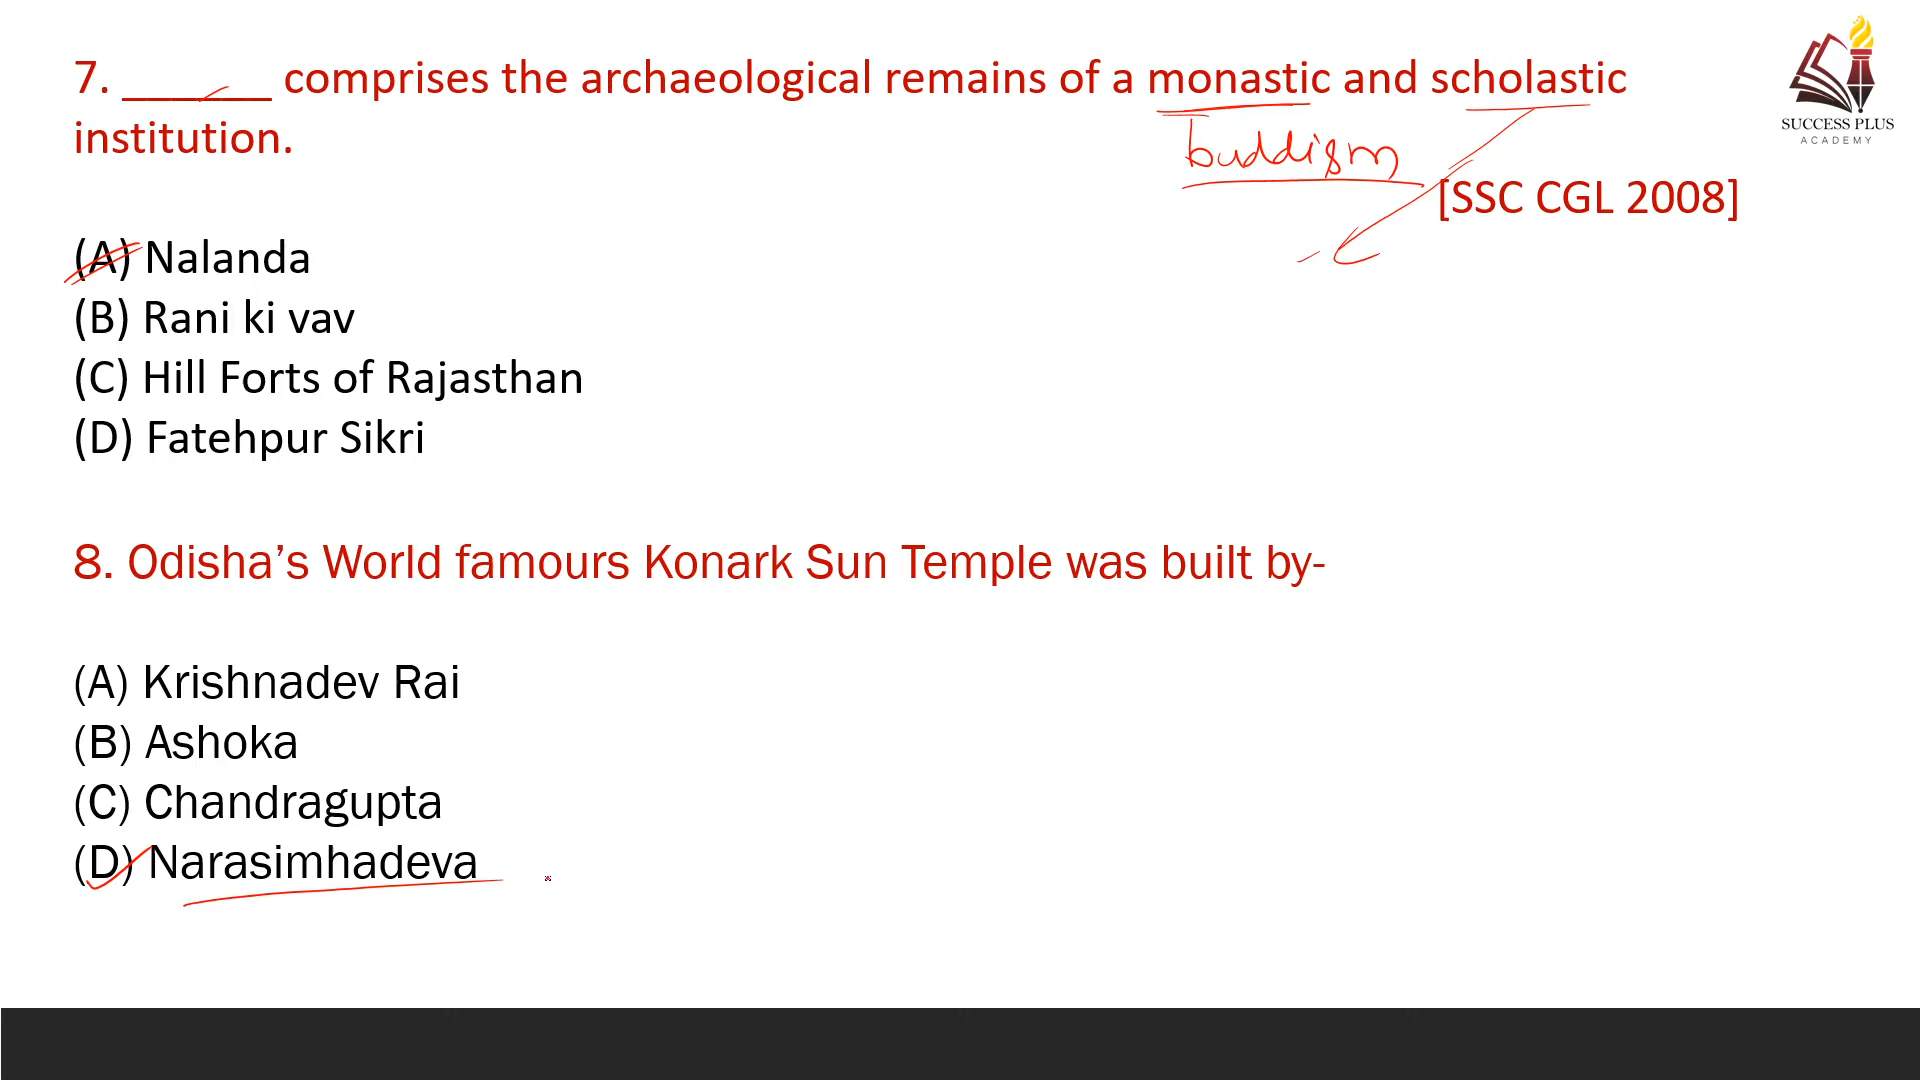 7. ______ comprises the archaeological remains of a monastic and scholastic
institution.
buddism
[SSC CGL 2008]
(A) Nalanda
(B) Rani ki vav
(C) Hill Forts of Rajasthan
(D) Fatehpur Sikri
8. Odisha’s World famours Konark Sun Temple was built by-
(A) Krishnadev Rai
(B) Ashoka
(C) Chandragupta
(D) Narasimhadeva
SUCCESS PLUS
ACADEMY